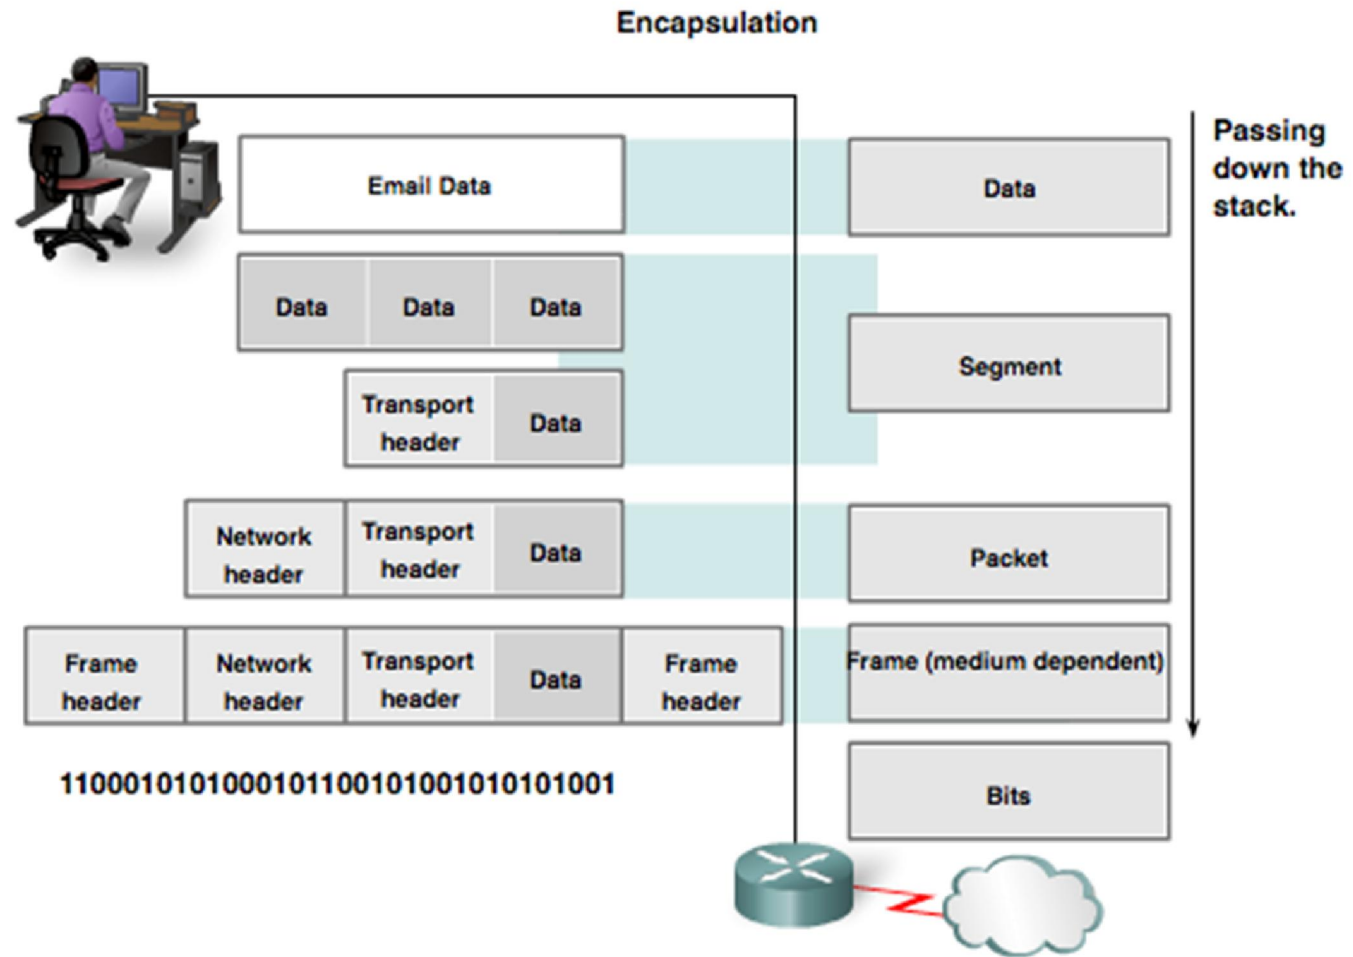 Encapsulation
Passing
down the
stack.
Email Data
Data
Data Data Data
Segment
Transport
header
Data
Network
header
Transport
header
Data
Packet
Frame
header
Network
header
Transport
header
Data
Frame
header
Frame (medium dependent)
1100010101000101100101001010101001
Bits